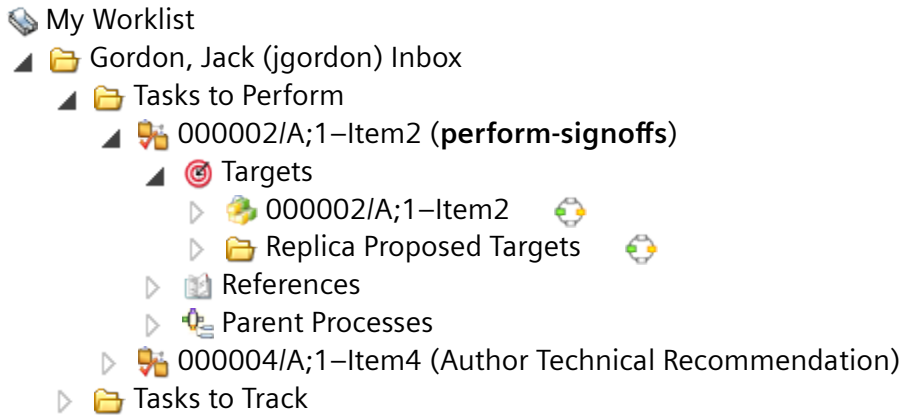 My Worklist
Gordon, Jack (jgordon) Inbox
Tasks to Perform
000002/A;1–Item2 (perform-signoffs)
Targets
000002/A;1–Item2
Replica Proposed Targets
References
Parent Processes
000004/A;1–Item4 (Author Technical Recommendation)
Tasks to Track